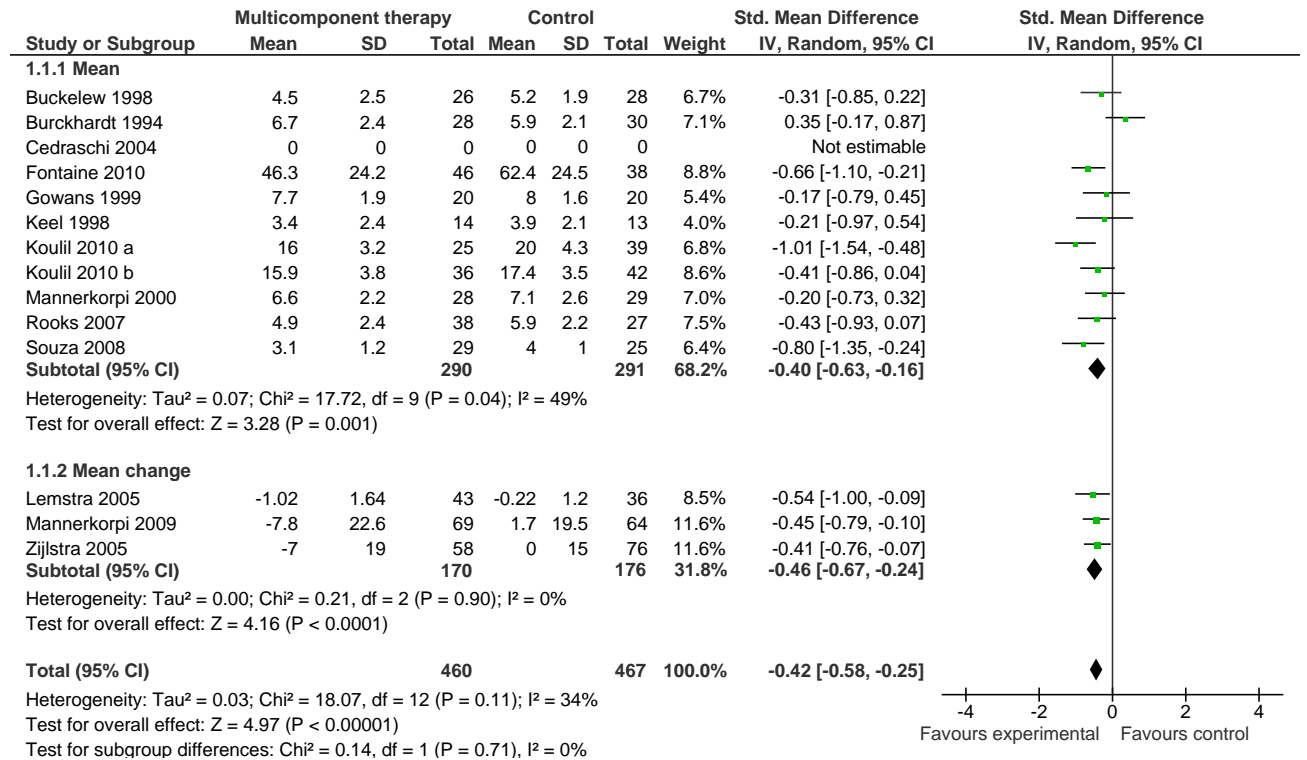 Multicomponent therapy Control Std. Mean Difference Std. Mean Difference
Study or Subgroup Mean SD Total Mean SD Total Weight IV, Random, 95% CI IV, Random, 95% CI
1.1.1 Mean
Buckelew 1998 4.5 2.5 26 5.2 1.9 28 6.7% -0.31 [-0.85, 0.22]
Burckhardt 1994 6.7 2.4 28 5.9 2.1 30 7.1% 0.35 [-0.17, 0.87]
Cedraschi 2004 0 0 0 0 0 0 Not estimable
Fontaine 2010 46.3 24.2 46 62.4 24.5 38 8.8% -0.66 [-1.10, -0.21]
Gowans 1999 7.7 1.9 20 8 1.6 20 5.4% -0.17 [-0.79, 0.45]
Keel 1998 3.4 2.4 14 3.9 2.1 13 4.0% -0.21 [-0.97, 0.54]
Koulil 2010 a 16 3.2 25 20 4.3 39 6.8% -1.01 [-1.54, -0.48]
Koulil 2010 b 15.9 3.8 36 17.4 3.5 42 8.6% -0.41 [-0.86, 0.04]
Mannerkorpi 2000 6.6 2.2 28 7.1 2.6 29 7.0% -0.20 [-0.73, 0.32]
Rooks 2007 4.9 2.4 38 5.9 2.2 27 7.5% -0.43 [-0.93, 0.07]
Souza 2008 3.1 1.2 29 4 1 25 6.4% -0.80 [-1.35, -0.24]
Subtotal (95% CI) 290 291 68.2% -0.40 [-0.63, -0.16]
Heterogeneity: Tau² = 0.07; Chi² = 17.72, df = 9 (P = 0.04); I² = 49%
Test for overall effect: Z = 3.28 (P = 0.001)
1.1.2 Mean change
Lemstra 2005 -1.02 1.64 43 -0.22 1.2 36 8.5% -0.54 [-1.00, -0.09]
Mannerkorpi 2009 -7.8 22.6 69 1.7 19.5 64 11.6% -0.45 [-0.79, -0.10]
Zijlstra 2005 -7 19 58 0 15 76 11.6% -0.41 [-0.76, -0.07]
Subtotal (95% CI) 170 176 31.8% -0.46 [-0.67, -0.24]
Heterogeneity: Tau² = 0.00; Chi² = 0.21, df = 2 (P = 0.90); I² = 0%
Test for overall effect: Z = 4.16 (P < 0.0001)
Total (95% CI) 460 467 100.0% -0.42 [-0.58, -0.25]
Heterogeneity: Tau² = 0.03; Chi² = 18.07, df = 12 (P = 0.11); I² = 34%
Test for overall effect: Z = 4.97 (P < 0.00001)
Test for subgroup differences: Chi² = 0.14, df = 1 (P = 0.71), I² = 0%
-4 -2 0 2 4
Favours experimental Favours control